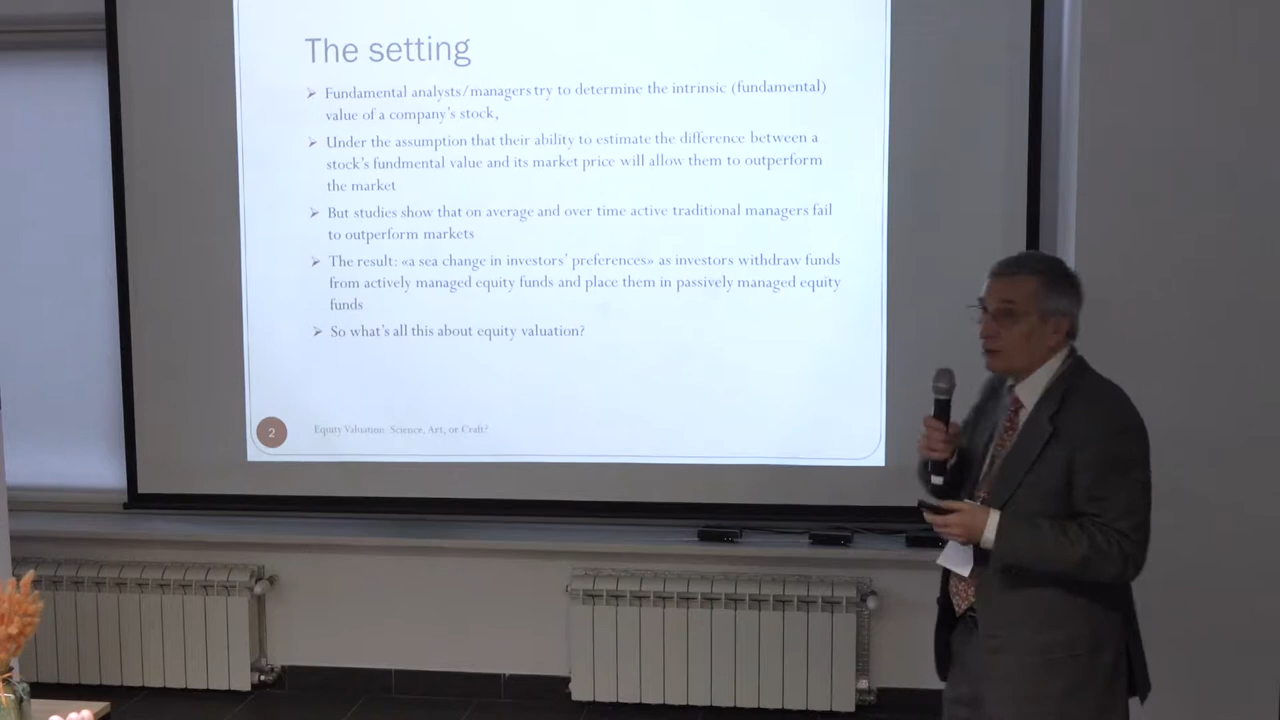 The setting
➢ Fundamental analysts/managers try to determine the intrinsic (fundamental)
value of a company's stock,
➢ Under the assumption that their ability to estimate the difference between a
stock's fundmental value and its market price will allow them to outperform
the market
➢ But studies show that on average and over time active traditional managers fail
to outperform markets
➢ The result: «a sea change in investors' preferences» as investors withdraw funds
from actively managed equity funds and place them in passively managed equity
funds
➢ So what's all this about equity valuation?
2 Equity Valuation: Science, Art, or Craft?